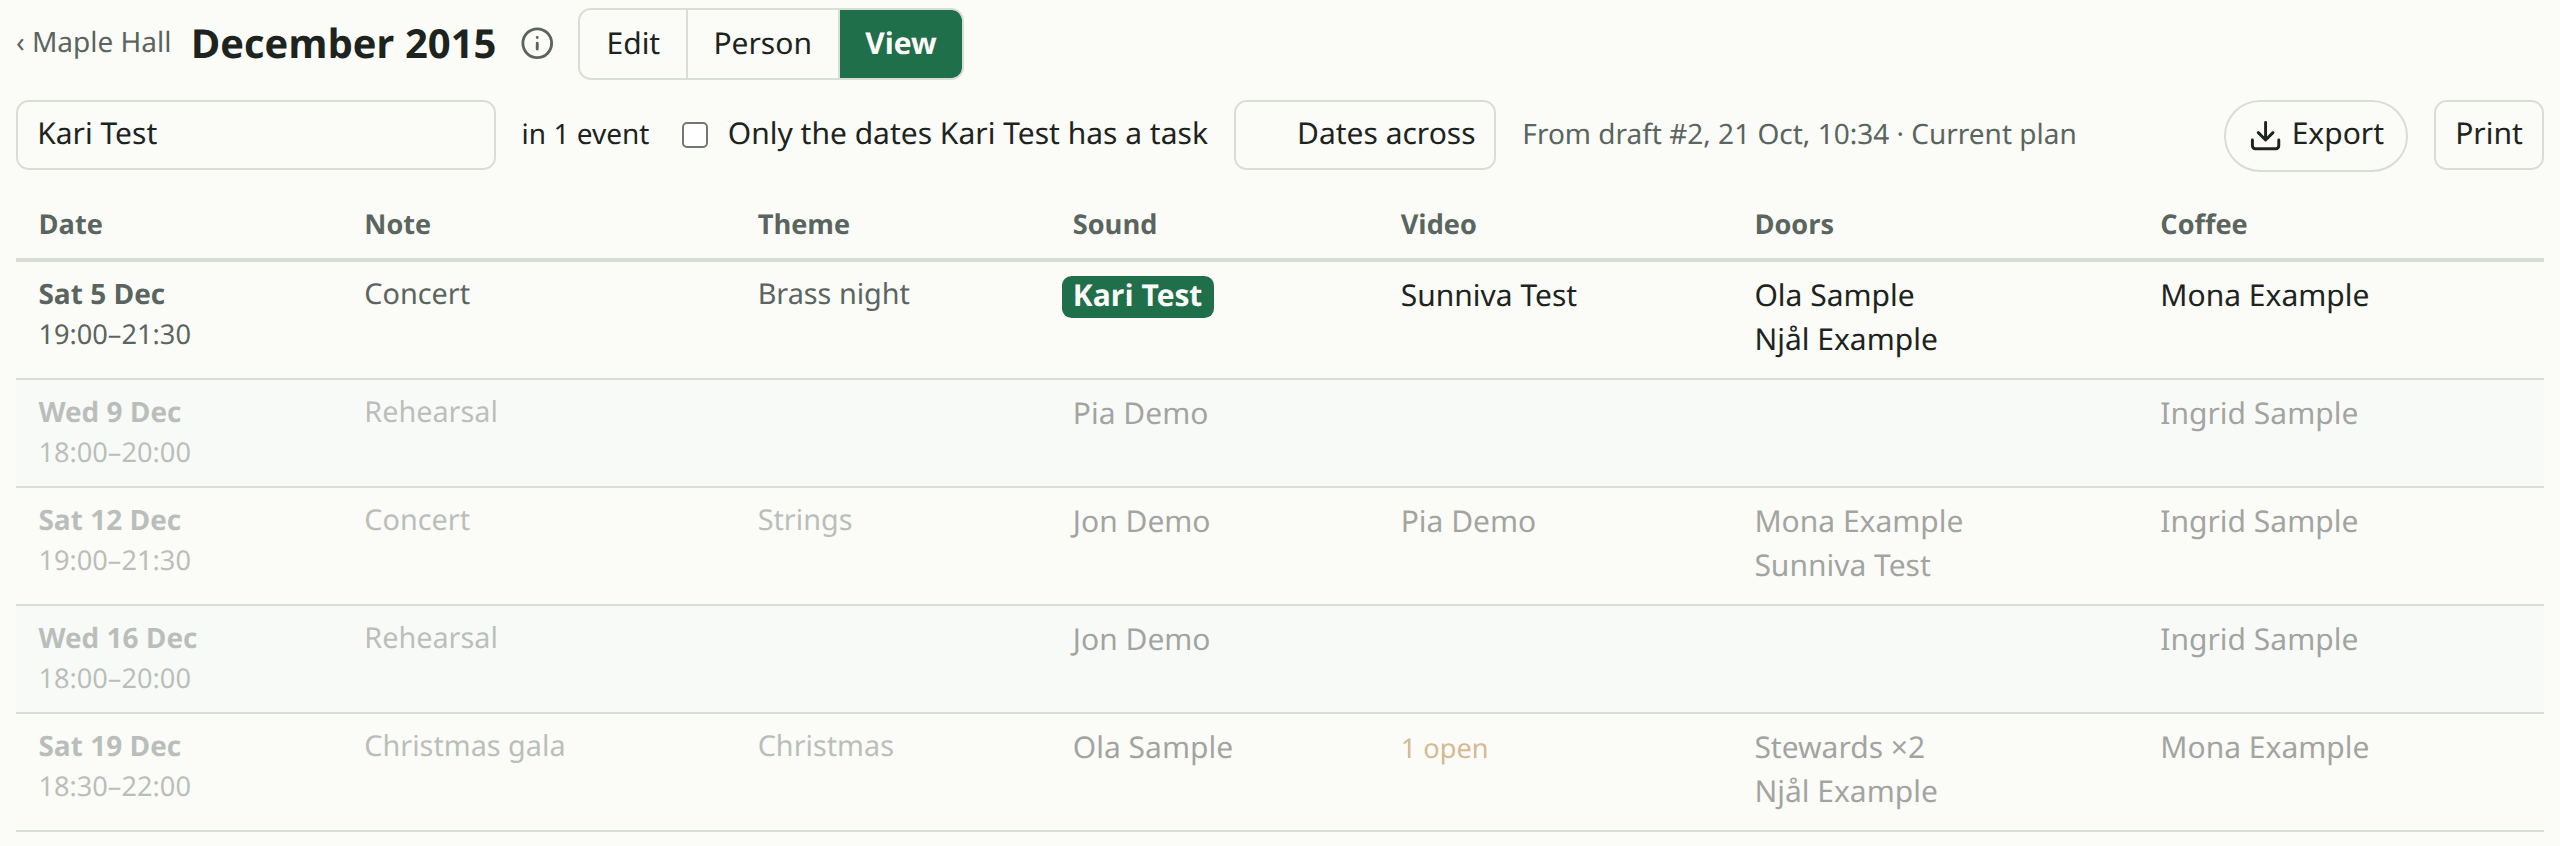 ‹ Maple Hall December 2015 Edit Person View
Kari Test in 1 event Only the dates Kari Test has a task Dates across From draft #2, 21 Oct, 10:34 · Current plan Export Print
Date Note Theme Sound Video Doors Coffee
Sat 5 Dec Concert Brass night Kari Test Sunniva Test Ola Sample Mona Example
19:00–21:30 Njål Example
Wed 9 Dec Rehearsal Pia Demo Ingrid Sample
18:00–20:00
Sat 12 Dec Concert Strings Jon Demo Pia Demo Mona Example Ingrid Sample
19:00–21:30 Sunniva Test
Wed 16 Dec Rehearsal Jon Demo Ingrid Sample
18:00–20:00
Sat 19 Dec Christmas gala Christmas Ola Sample 1 open Stewards ×2 Mona Example
18:30–22:00 Njål Example